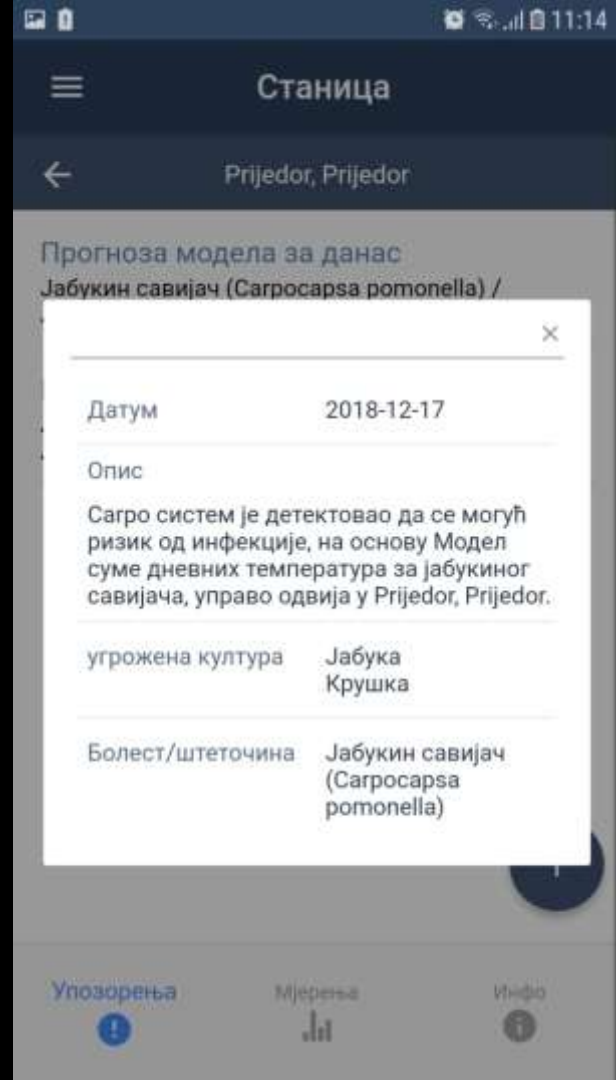 11:14
Станица
Prijedor, Prijedor
Прогноза модела за данас
Јабукин савијач (Carpocapsa pomonella) /
×
Датум 2018-12-17
Опис
Сагро систем је детектовао да се могућ
ризик од инфекције, на основу Модел
суме дневних температура за јабукиног
савијача, управо одвија у Prijedor, Prijedor.
угрожена култура Јабука
Крушка
Болест/штеточина Јабукин савијач
(Carpocapsa
pomonella)
Упозорења Мјерења Инфо